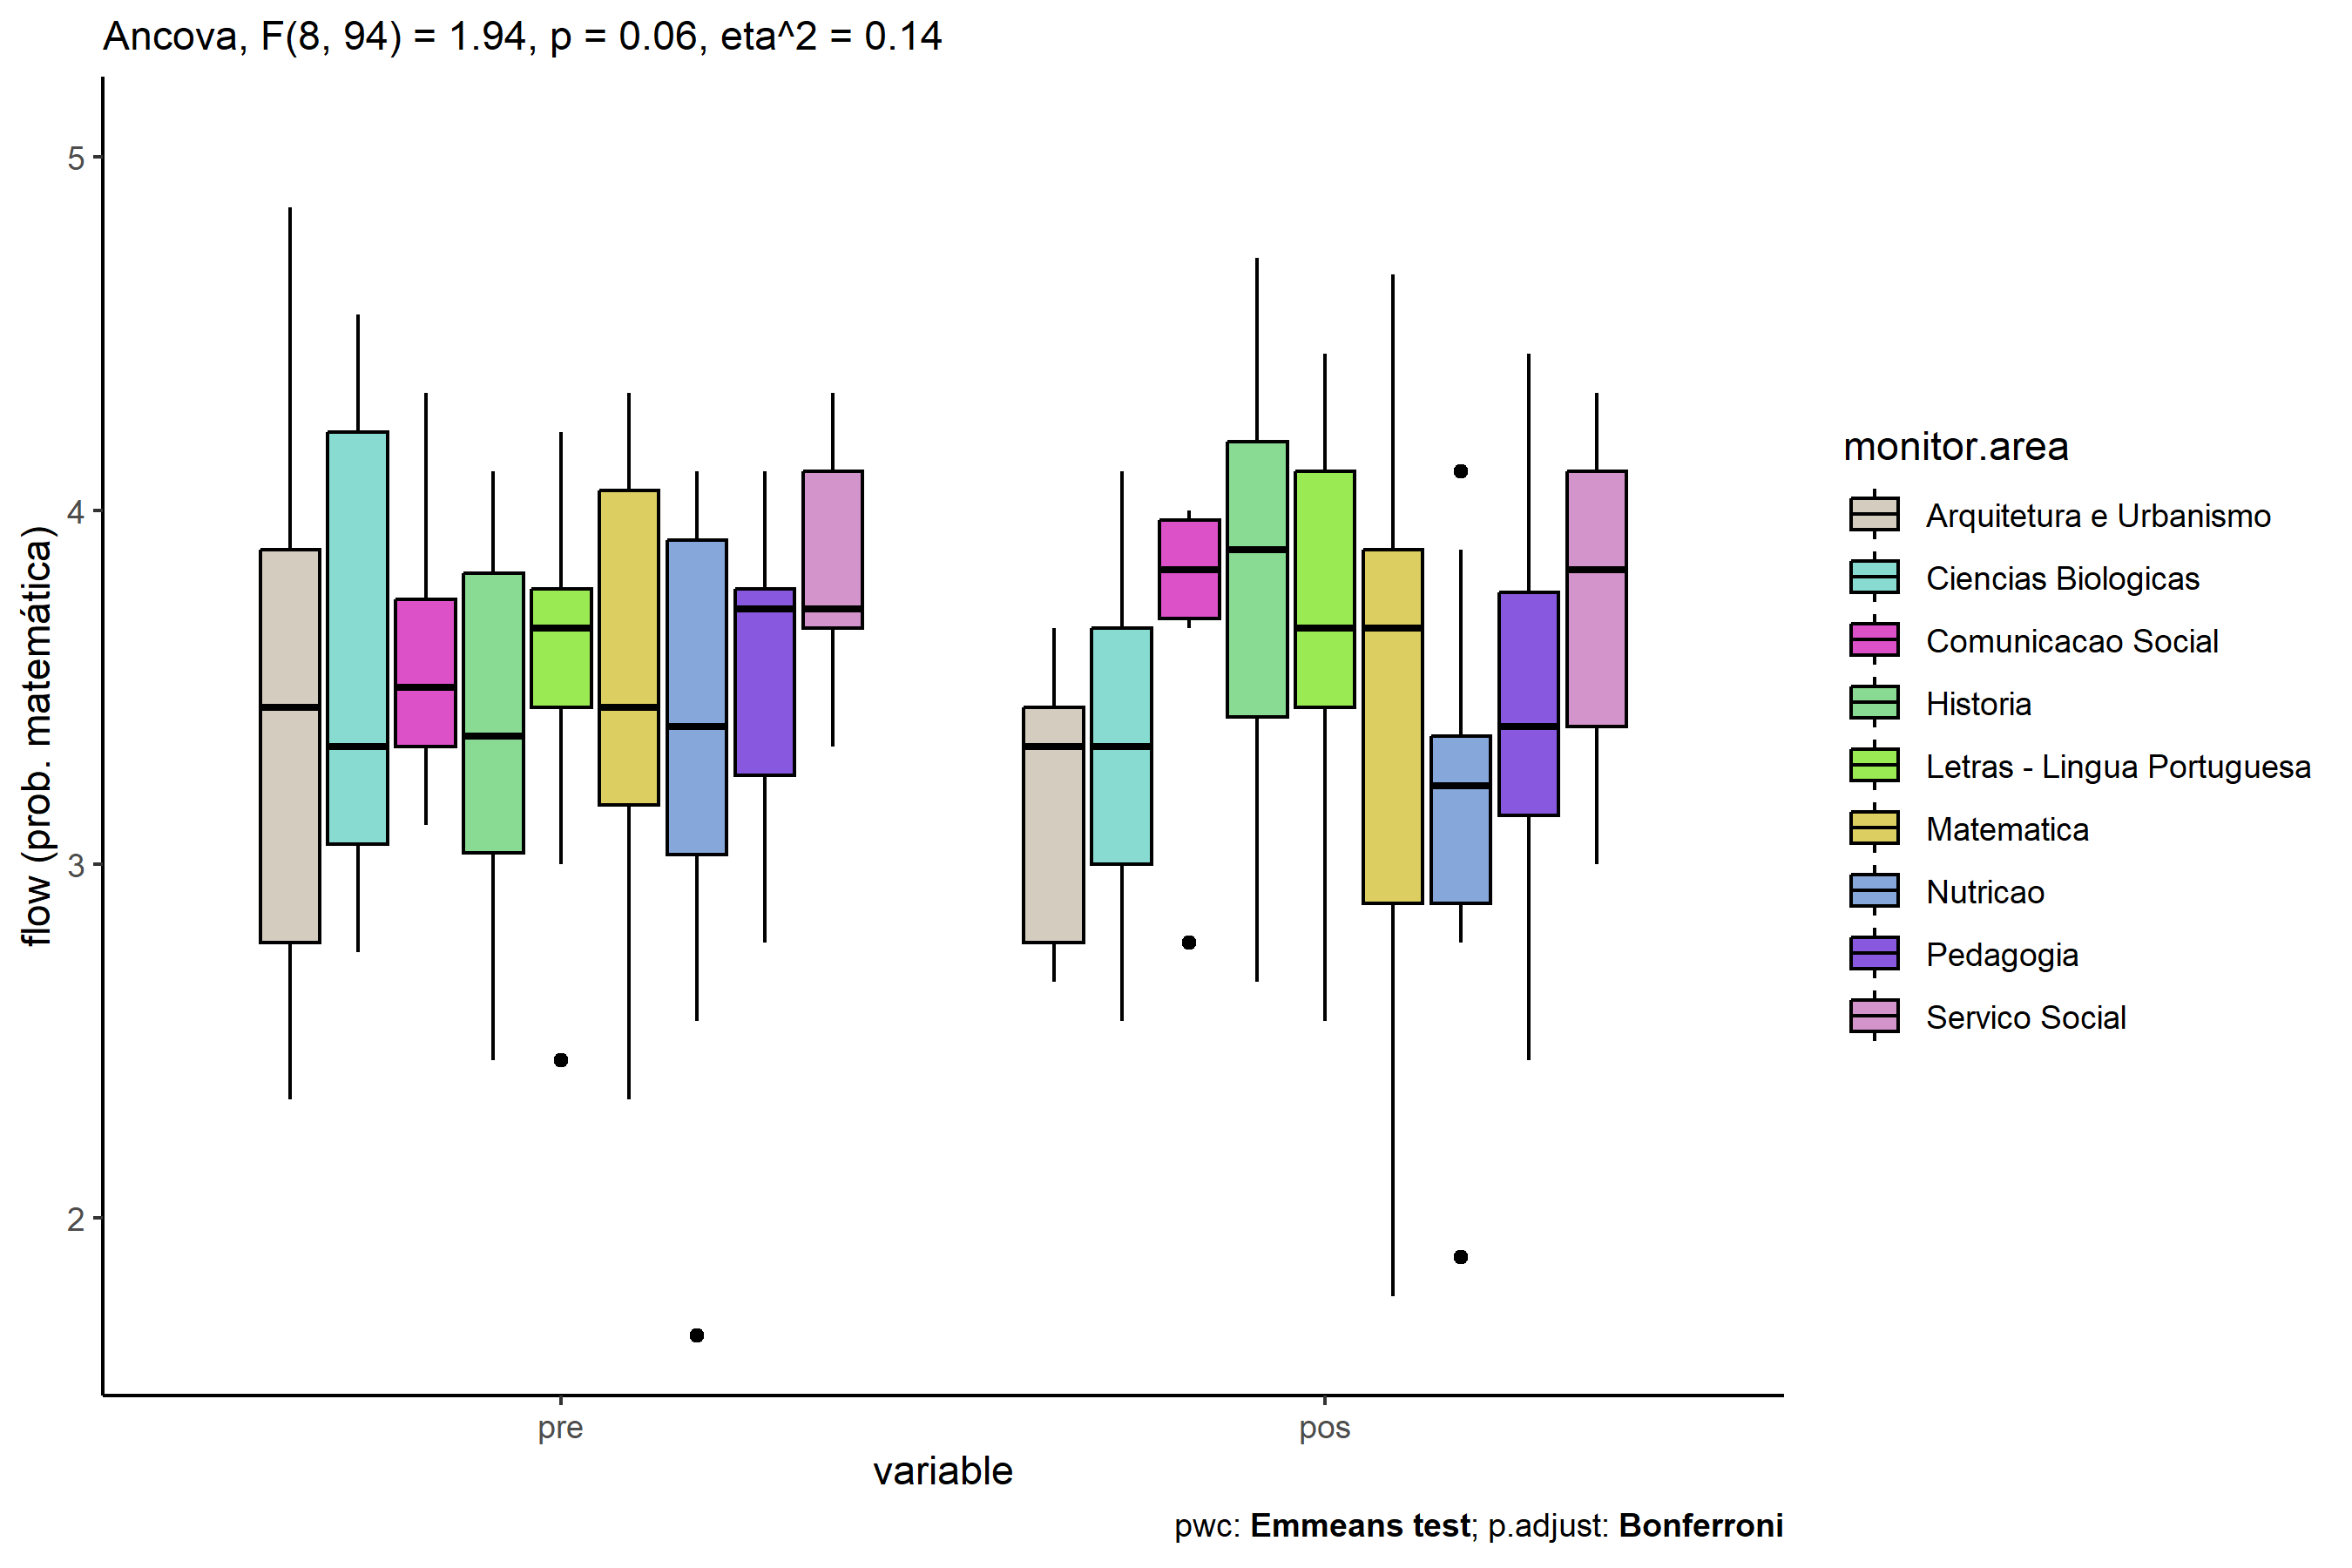 Ancova, F(8, 94) = 1.94, p = 0.06, eta^2 = 0.14
flow (prob. matemática)
5
4
3
2
pre
pos
variable
monitor.area
Arquitetura e Urbanismo
Ciencias Biologicas
Comunicacao Social
Historia
Letras - Lingua Portuguesa
Matematica
Nutricao
Pedagogia
Servico Social
pwc: Emmeans test; p.adjust: Bonferroni